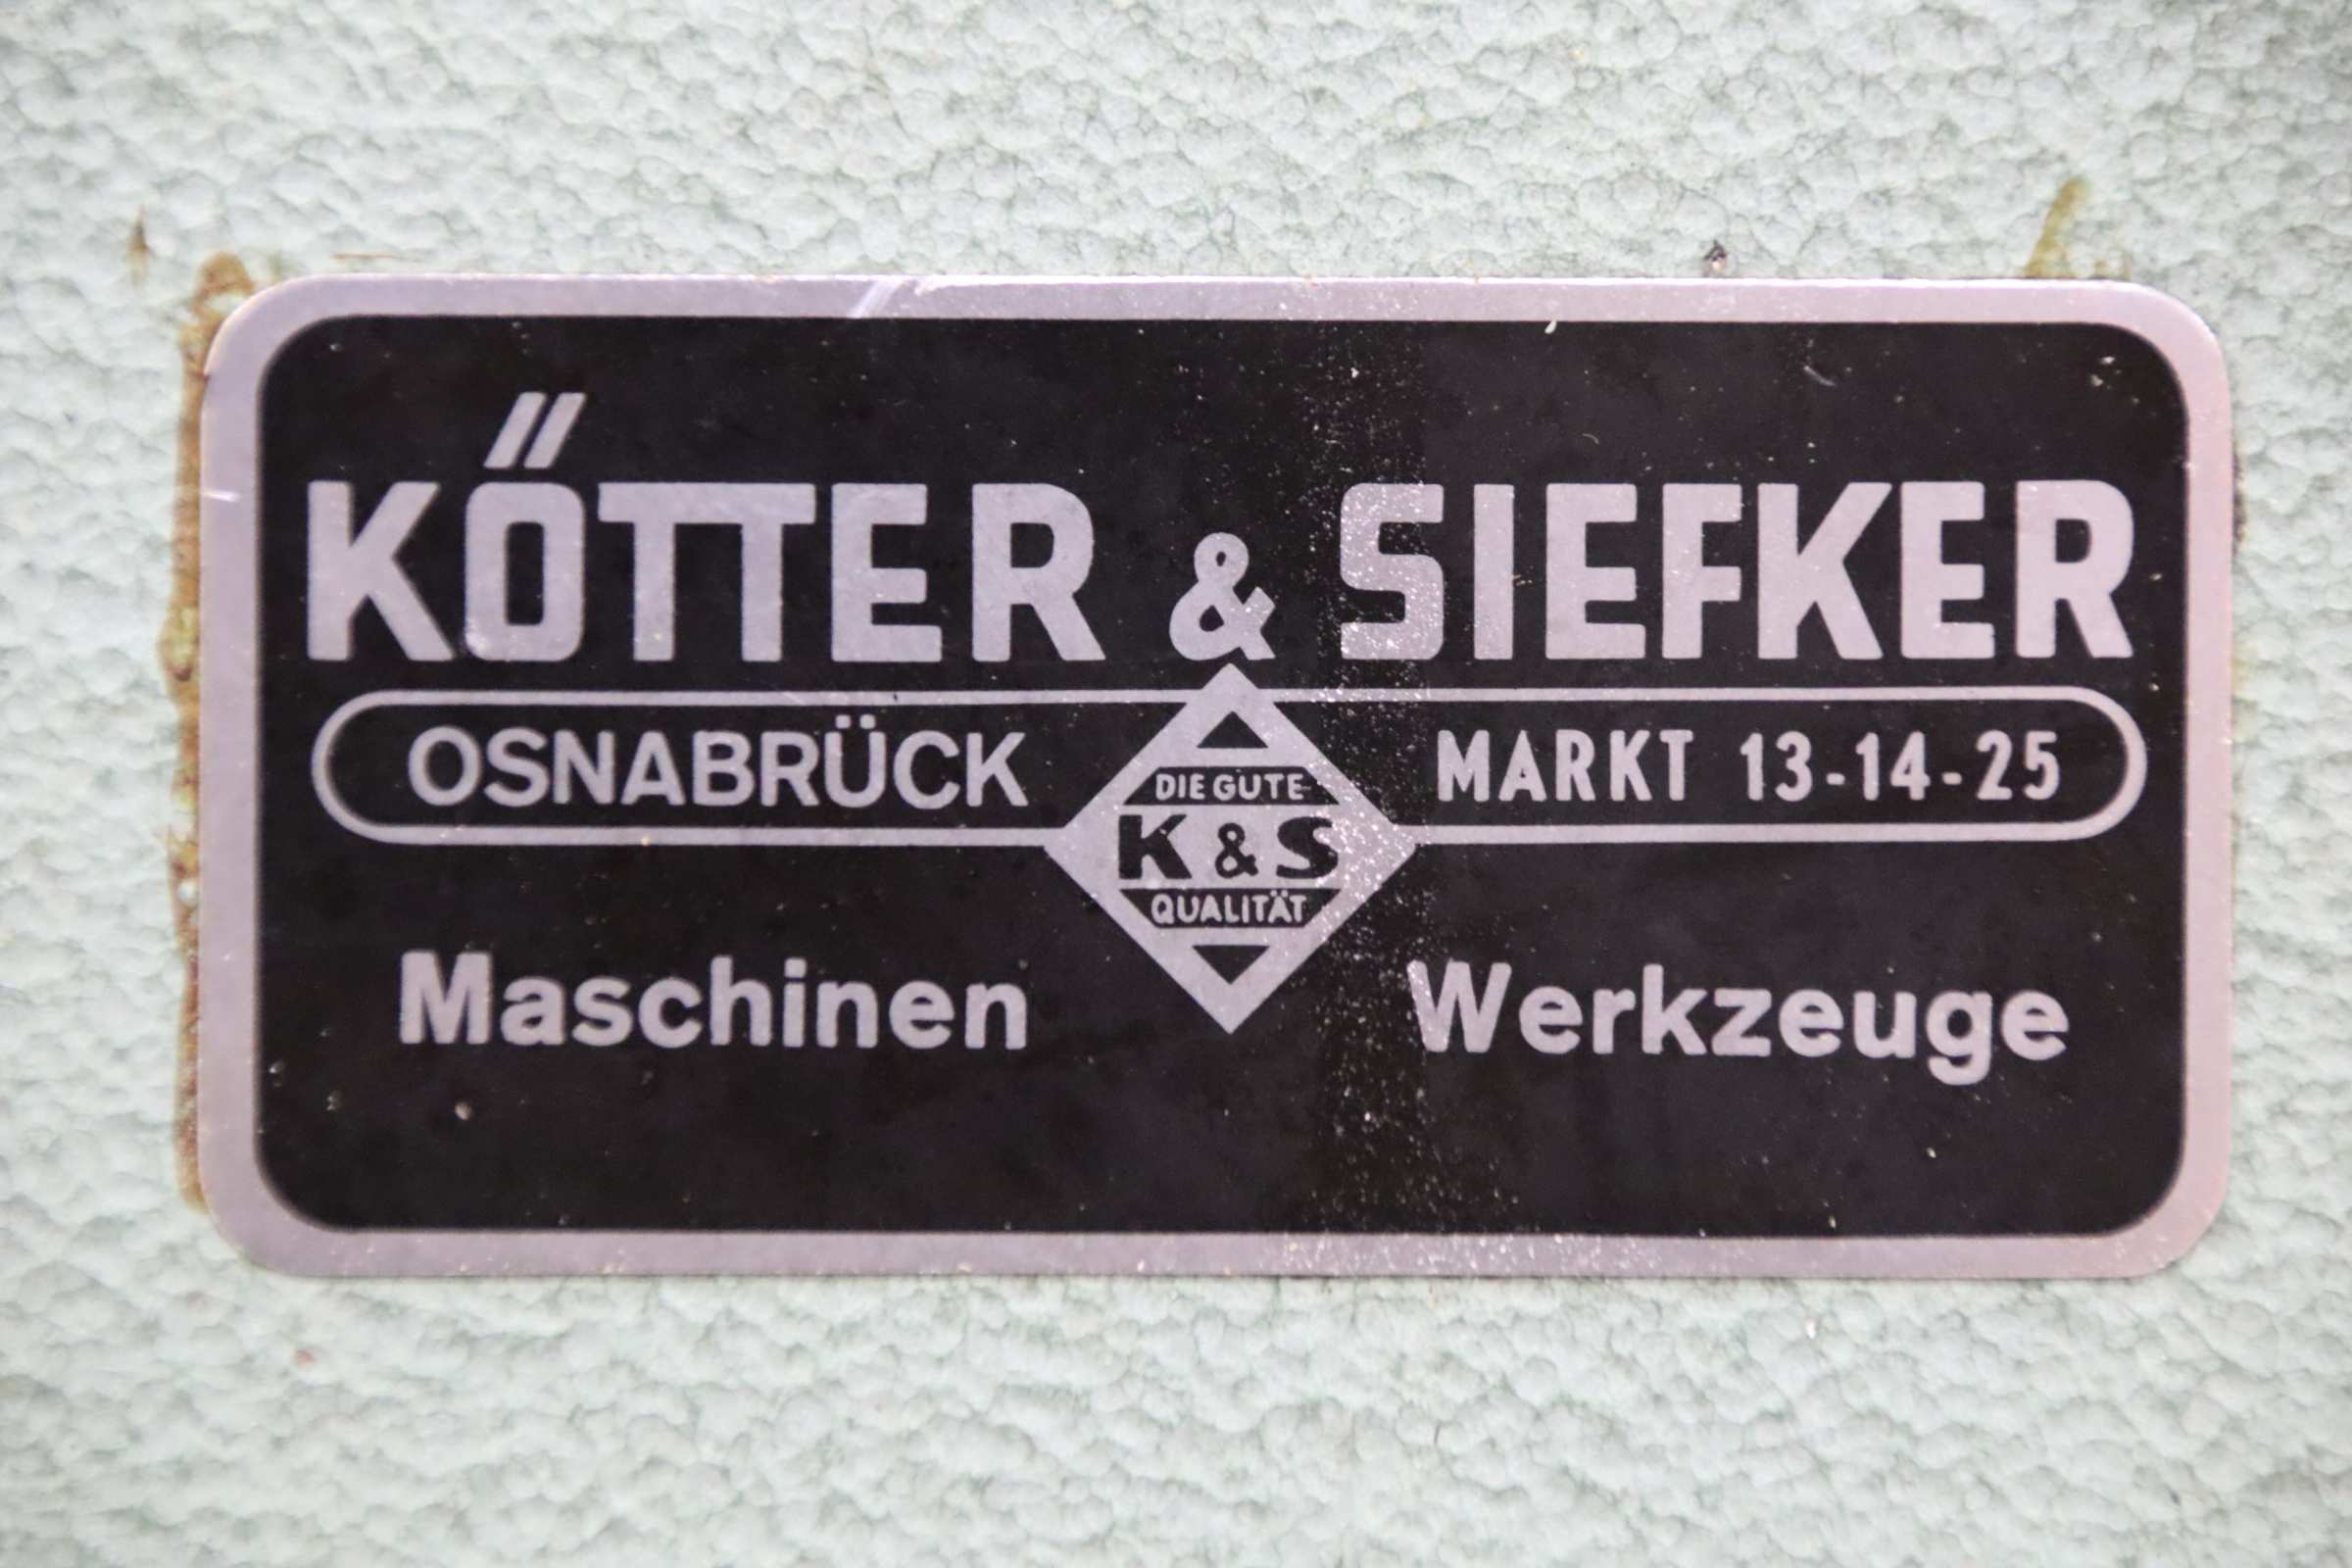 KÖTTER & SIEFKER
OSNABRÜCK MARKT 13-14-25
DIE GUTE
K & S
QUALITÄT
Maschinen Werkzeuge